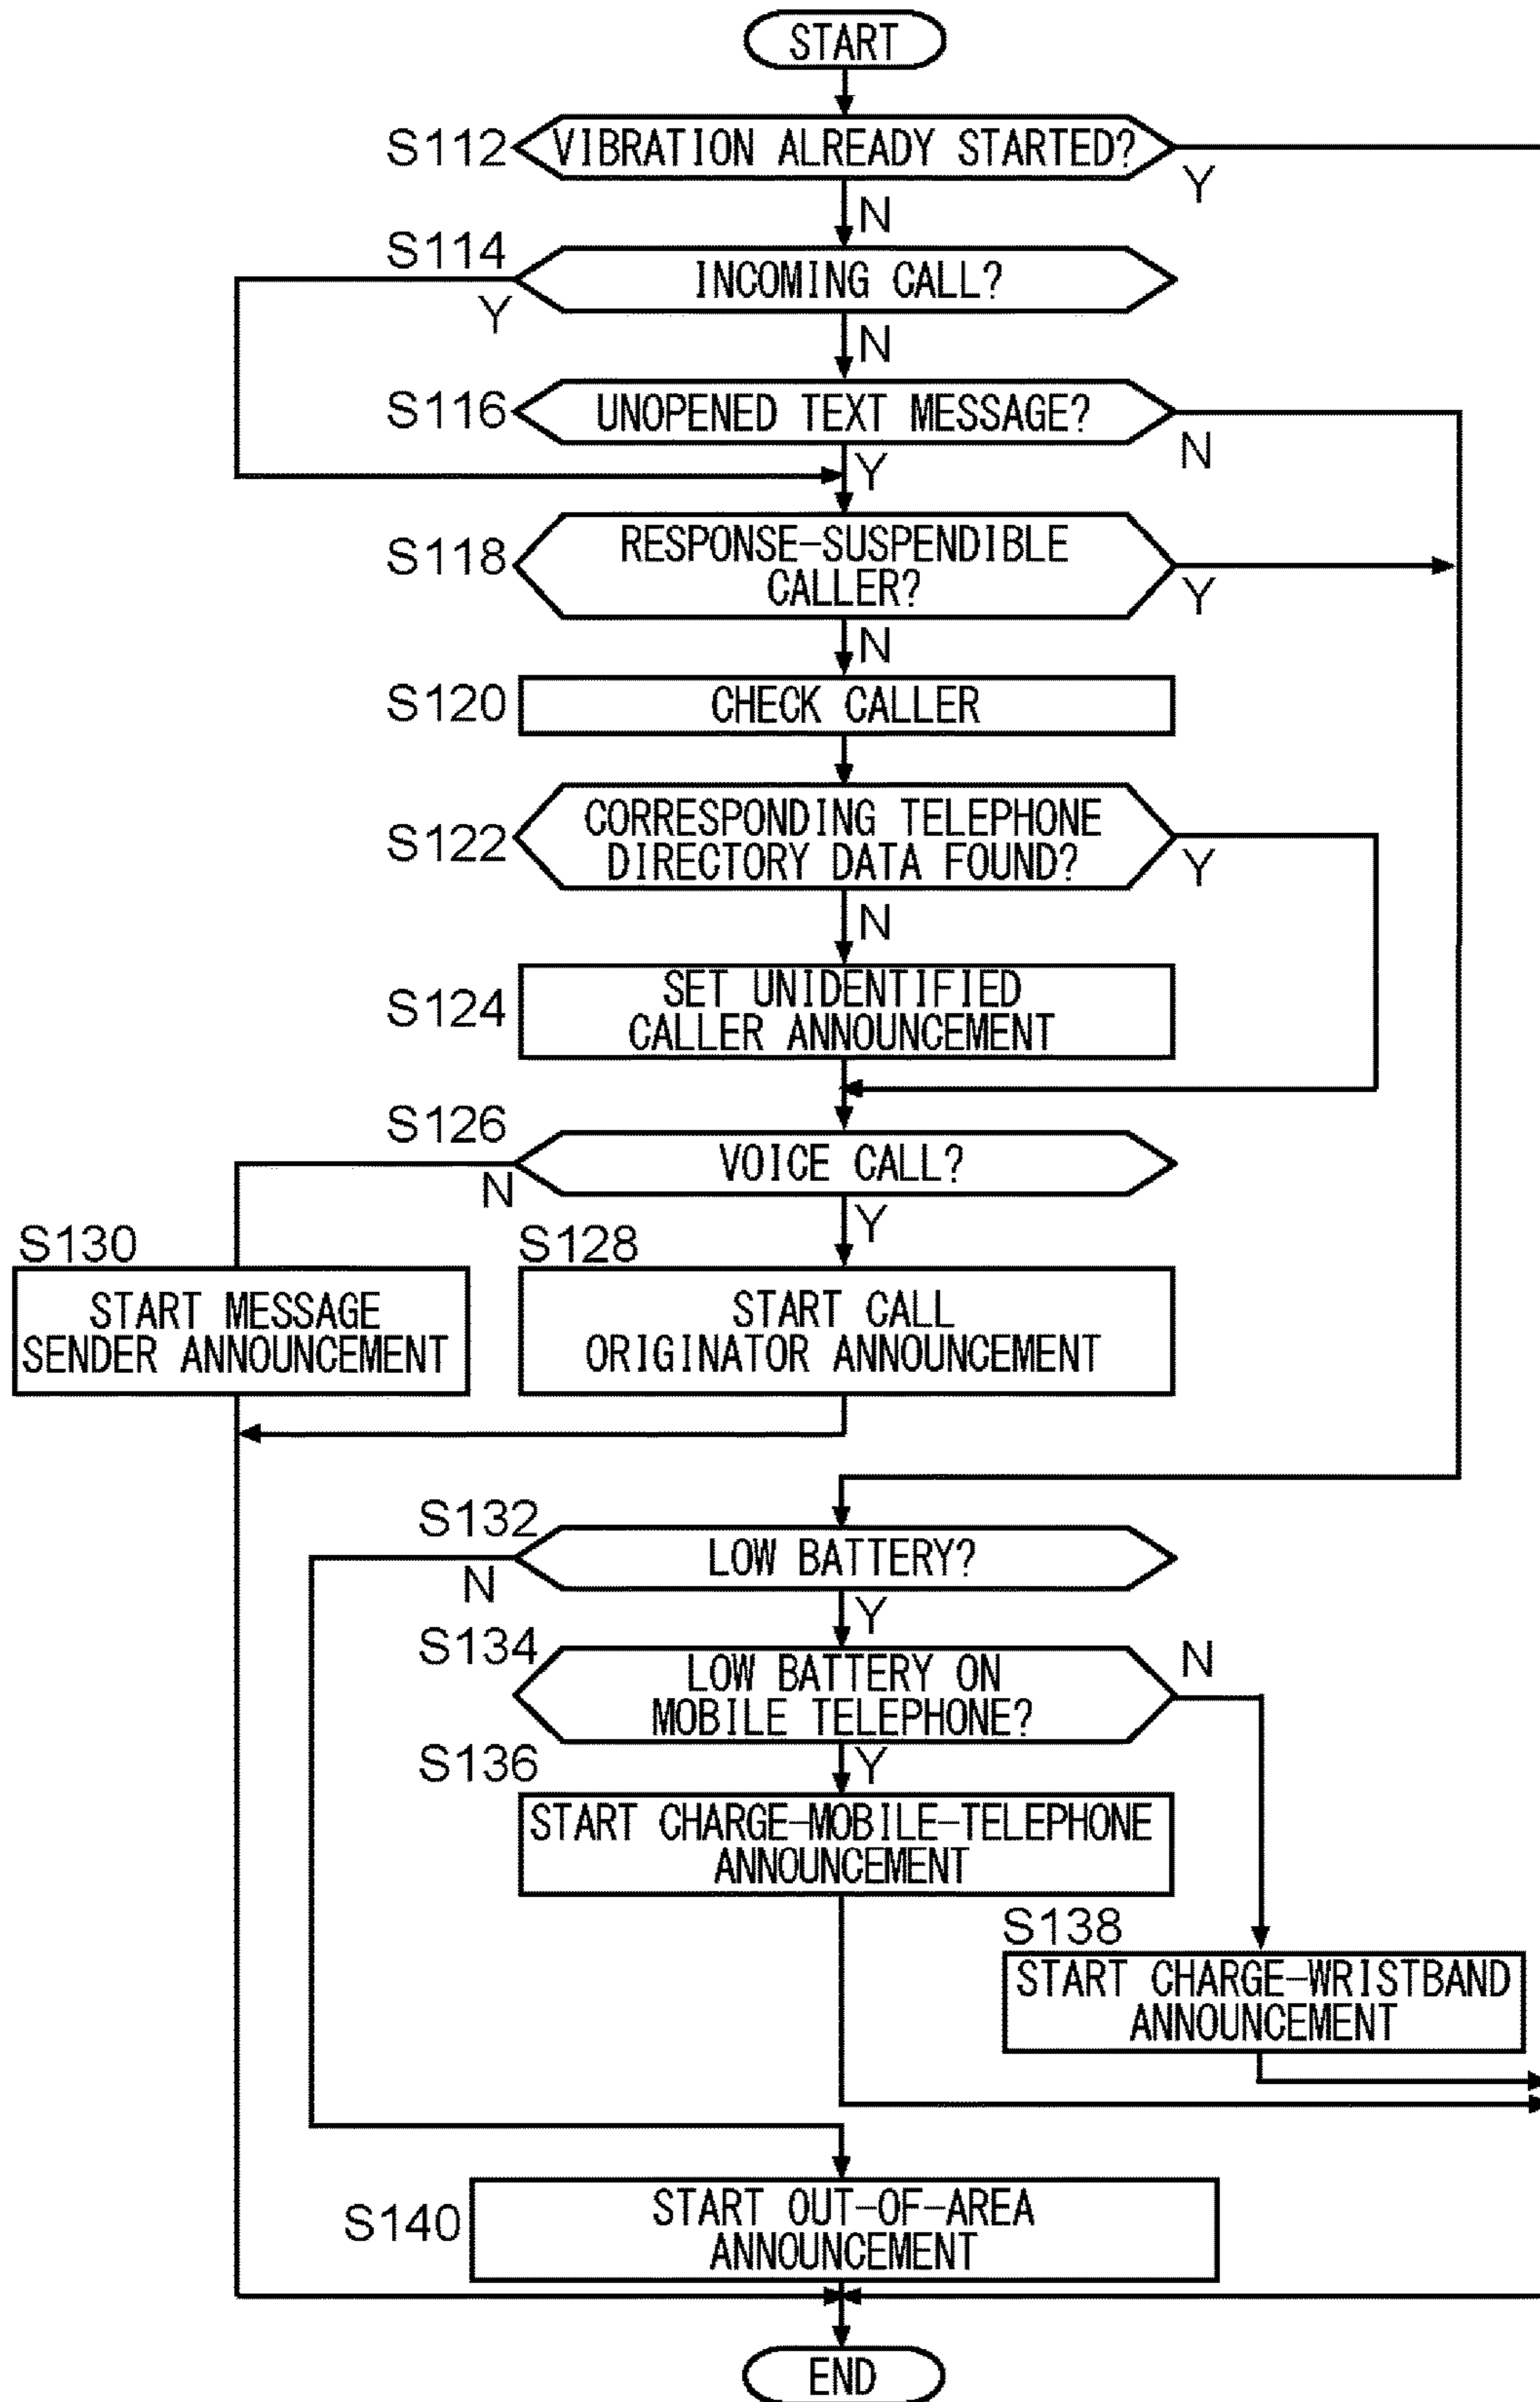 START
S112
VIBRATION ALREADY STARTED?
Y
N
S114
INCOMING CALL?
Y
N
S116
UNOPENED TEXT MESSAGE?
N
Y
S118
RESPONSE-SUSPENDIBLE
CALLER?
Y
N
S120
CHECK CALLER
S122
CORRESPONDING TELEPHONE
DIRECTORY DATA FOUND?
Y
N
S124
SET UNIDENTIFIED
CALLER ANNOUNCEMENT
S126
VOICE CALL?
N
Y
S130
START MESSAGE
SENDER ANNOUNCEMENT
S128
START CALL
ORIGINATOR ANNOUNCEMENT
S132
LOW BATTERY?
N
Y
S134
LOW BATTERY ON
MOBILE TELEPHONE?
N
Y
S136
START CHARGE-MOBILE-TELEPHONE
ANNOUNCEMENT
S138
START CHARGE-WRISTBAND
ANNOUNCEMENT
S140
START OUT-OF-AREA
ANNOUNCEMENT
END